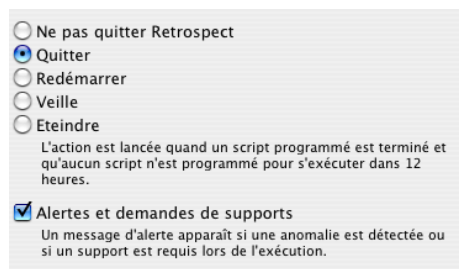 Ne pas quitter Retrospect
Quitter
Redémarrer
Veille
Eteindre
L'action est lancée quand un script programmé est terminé et
qu'aucun script n'est programmé pour s'exécuter dans 12
heures.
Alertes et demandes de supports
Un message d'alerte apparaît si une anomalie est détectée ou
si un support est requis lors de l'exécution.